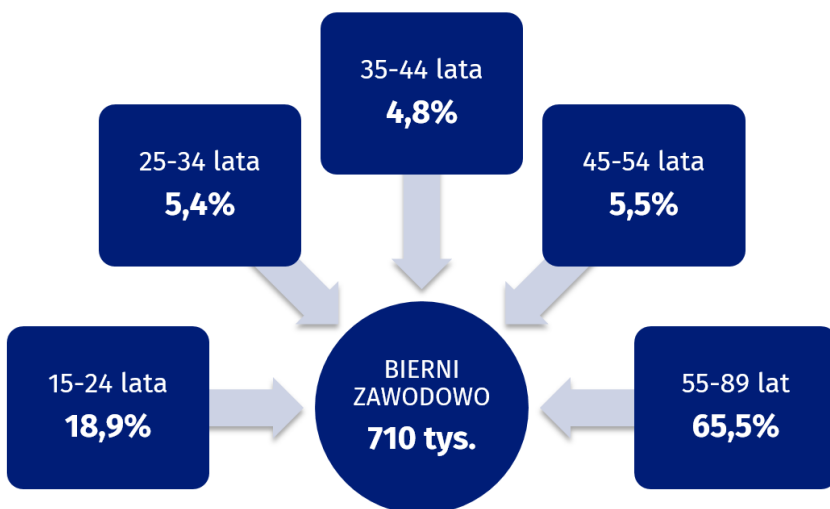 35-44 lata
4,8%
25-34 lata
5,4%
45-54 lata
5,5%
15-24 lata
18,9%
BIERNI
ZAWODOWO
710 tys.
55-89 lat
65,5%